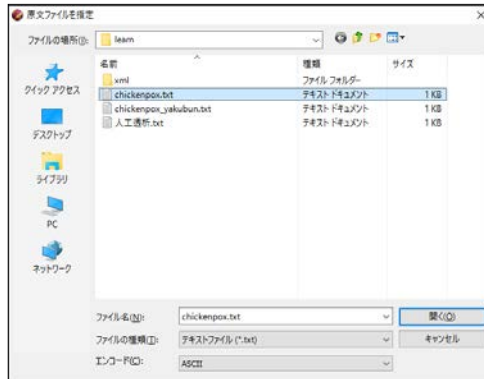 原文ファイルを指定
ファイルの場所(I): learn
名前 種類 サイズ
xml ファイル フォルダー
chickenpox.txt テキスト ドキュメント 1 KB
chickenpox_yakubun.txt テキスト ドキュメント 1 KB
人工透析.txt テキスト ドキュメント 1 KB
クイック アクセス
デスクトップ
ライブラリ
PC
ネットワーク
ファイル名(N): chickenpox.txt 開く(O)
ファイルの種類(T): テキストファイル (*.txt) キャンセル
エンコード(C): ASCII